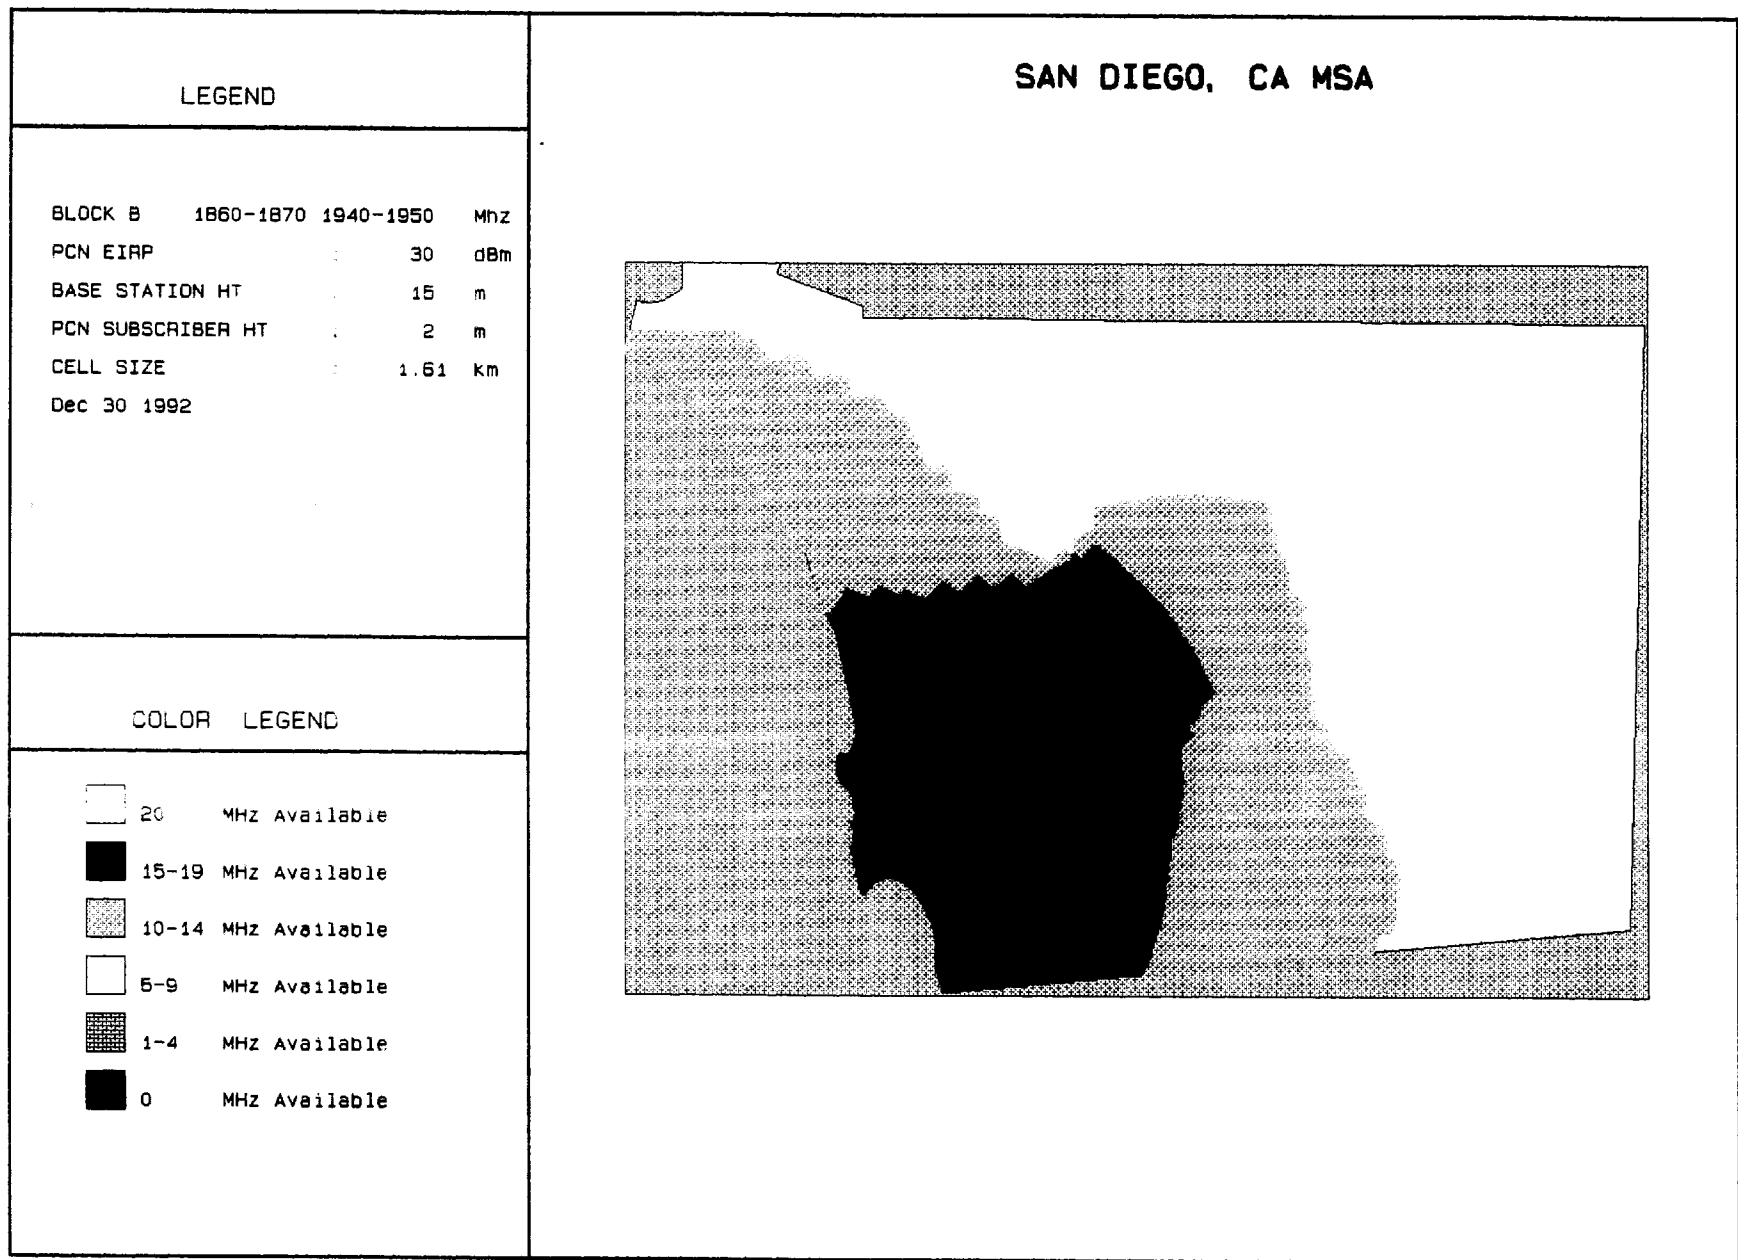 LEGEND
SAN DIEGO, CA MSA
BLOCK B 1860-1870 1940-1950 Mhz
PCN EIRP : 30 dBm
BASE STATION HT . 15 m
PCN SUBSCRIBER HT . 2 m
CELL SIZE : 1.61 km
Dec 30 1992
COLOR LEGEND
20 MHz Available
15-19 MHz Available
10-14 MHz Available
5-9 MHz Available
1-4 MHz Available
0 MHz Available